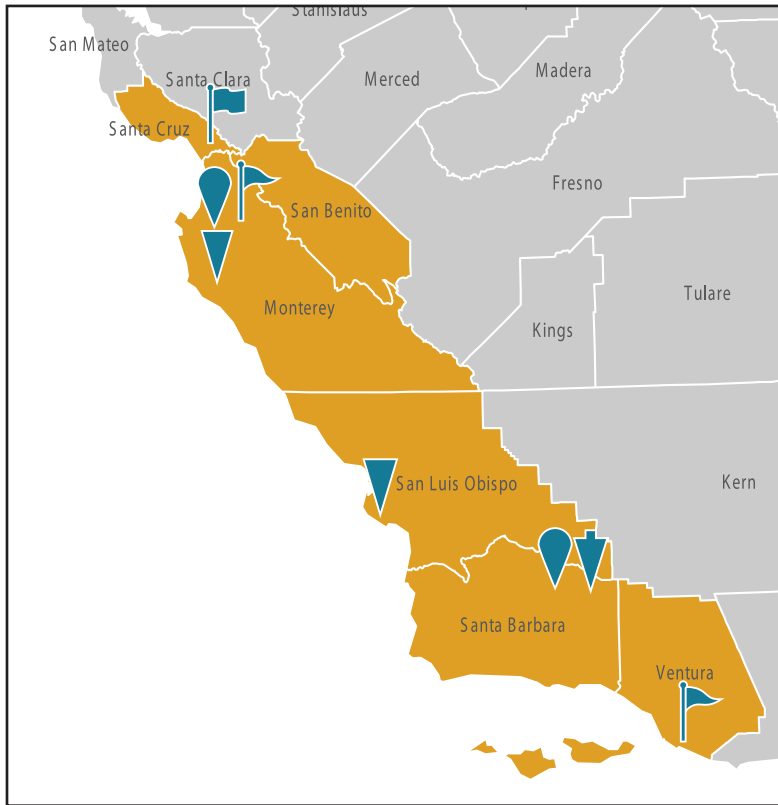 Stanislaus
San Mateo
Santa Clara
Merced
Madera
Santa Cruz
Fresno
San Benito
Tulare
Monterey
Kings
San Luis Obispo
Kern
Santa Barbara
Ventura